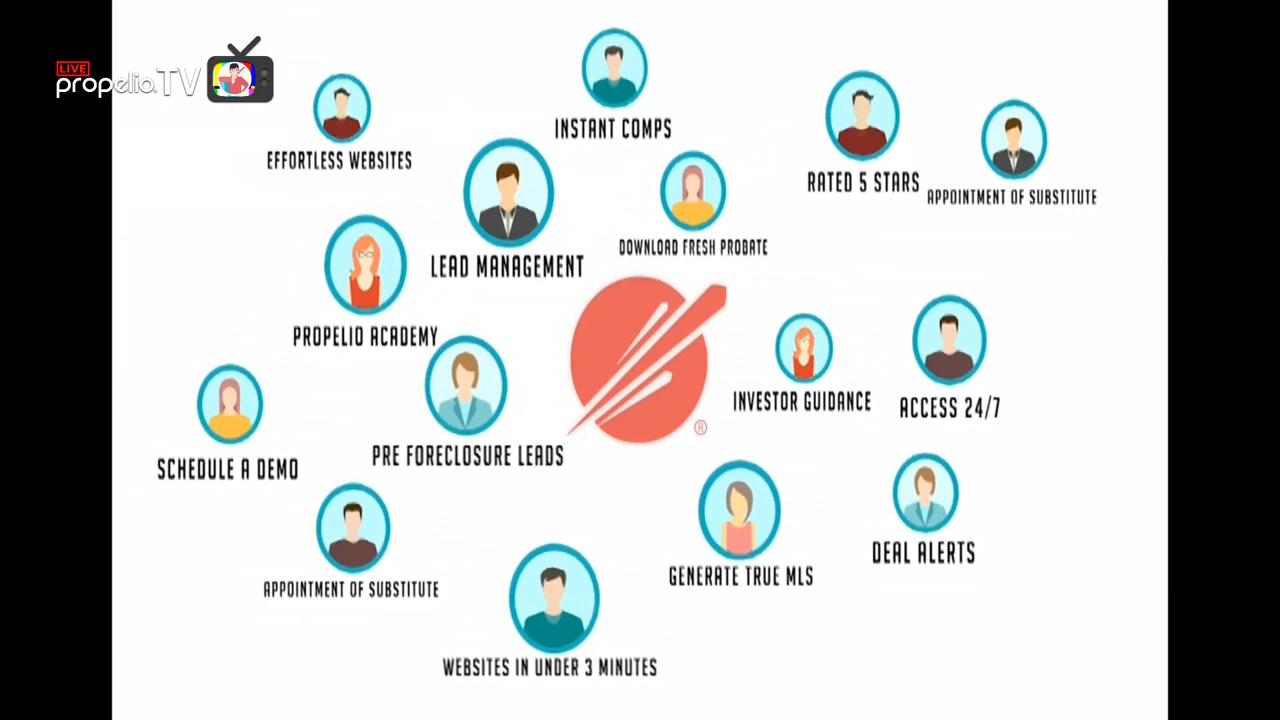 LIVE
propelio.TV
INSTANT COMPS
EFFORTLESS WEBSITES
RATED 5 STARS
APPOINTMENT OF SUBSTITUTE
DOWNLOAD FRESH PROBATE
LEAD MANAGEMENT
PROPELIO ACADEMY
INVESTOR GUIDANCE
ACCESS 24/7
®
PRE FORECLOSURE LEADS
SCHEDULE A DEMO
DEAL ALERTS
GENERATE TRUE MLS
APPOINTMENT OF SUBSTITUTE
WEBSITES IN UNDER 3 MINUTES